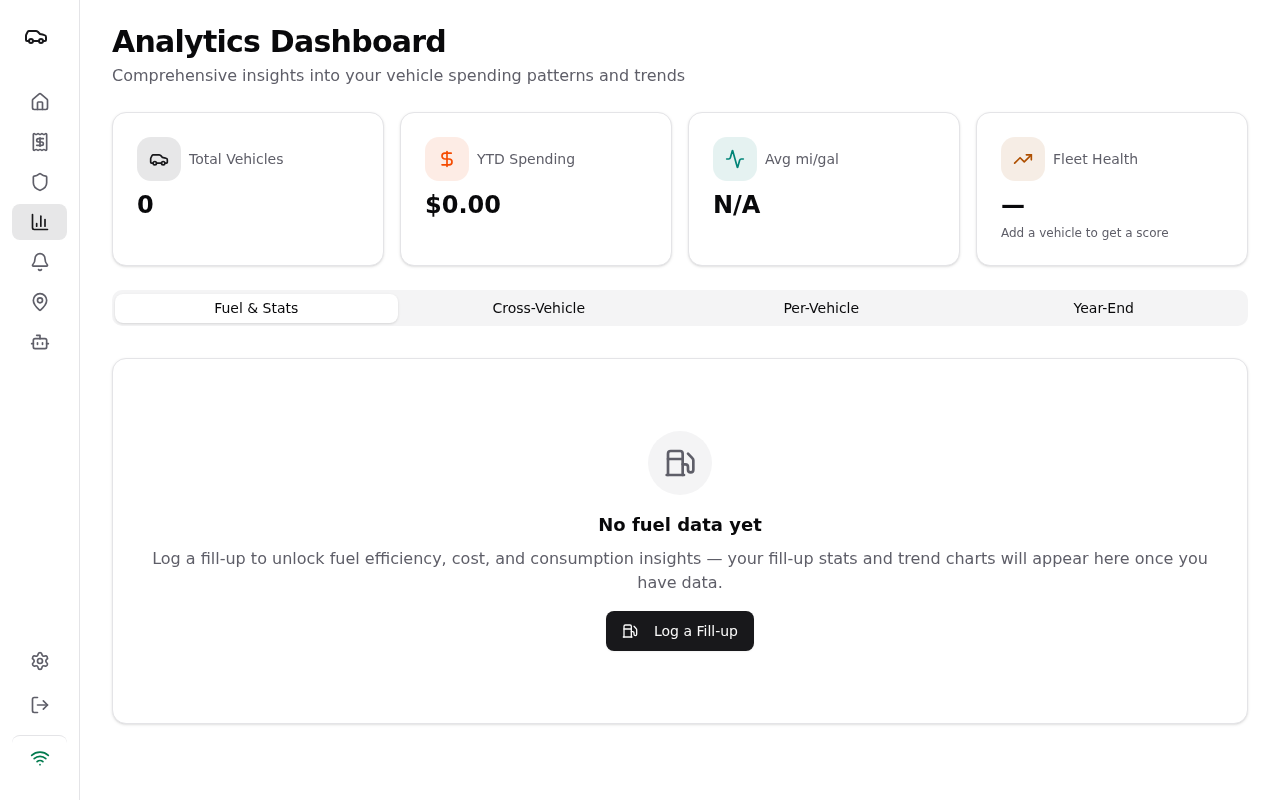 Analytics Dashboard
Comprehensive insights into your vehicle spending patterns and trends
Total Vehicles
0
YTD Spending
$0.00
Avg mi/gal
N/A
Fleet Health
—
Add a vehicle to get a score
Fuel & Stats
Cross-Vehicle
Per-Vehicle
Year-End
No fuel data yet
Log a fill-up to unlock fuel efficiency, cost, and consumption insights — your fill-up stats and trend charts will appear here once you
have data.
Log a Fill-up